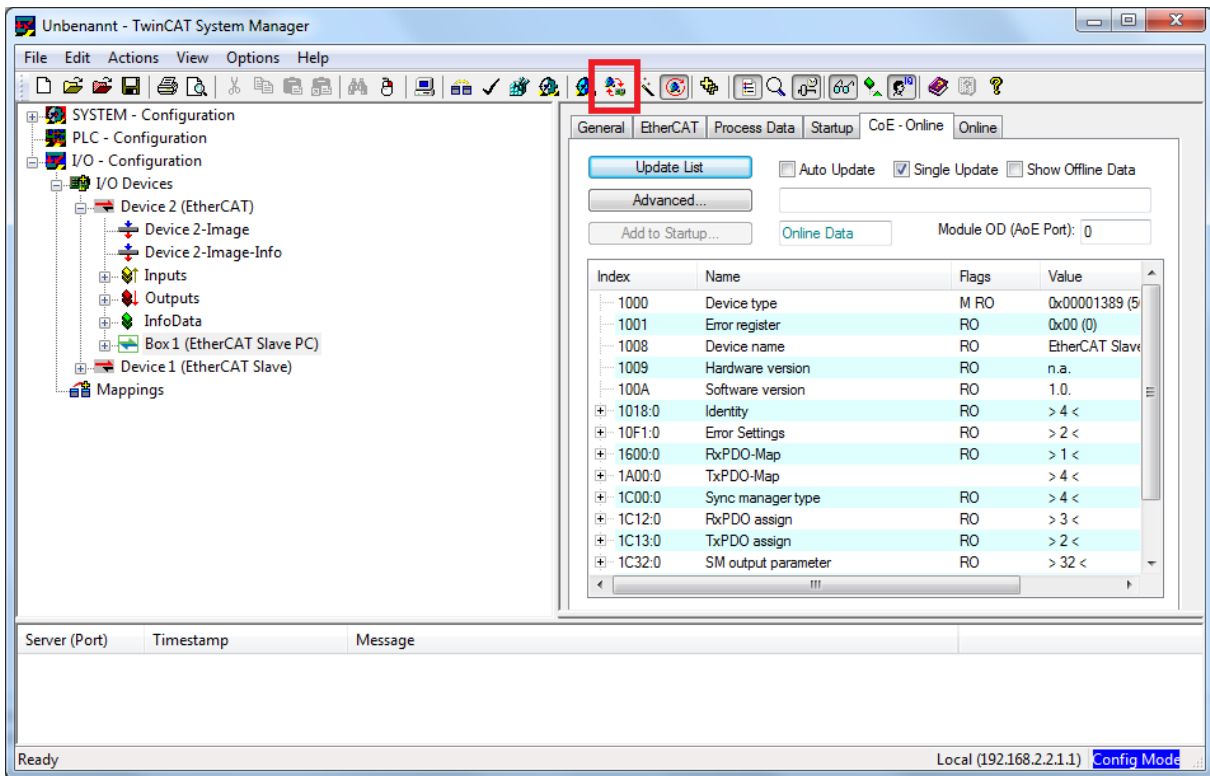 Unbenannt - TwinCAT System Manager
File Edit Actions View Options Help
SYSTEM - Configuration
PLC - Configuration
I/O - Configuration
I/O Devices
Device 2 (EtherCAT)
Device 2-Image
Device 2-Image-Info
Inputs
Outputs
InfoData
Box 1 (EtherCAT Slave PC)
Device 1 (EtherCAT Slave)
Mappings
General EtherCAT Process Data Startup CoE - Online Online
Update List Auto Update Single Update Show Offline Data
Advanced...
Add to Startup... Online Data Module OD (AoE Port): 0
Index Name Flags Value
1000 Device type M RO 0x00001389 (5
1001 Error register RO 0x00 (0)
1008 Device name RO EtherCAT Slave
1009 Hardware version RO n.a.
100A Software version RO 1.0.
1018:0 Identity RO > 4 <
10F1:0 Error Settings RO > 2 <
1600:0 RxPDO-Map RO > 1 <
1A00:0 TxPDO-Map > 4 <
1C00:0 Sync manager type RO > 4 <
1C12:0 RxPDO assign RO > 3 <
1C13:0 TxPDO assign RO > 2 <
1C32:0 SM output parameter RO > 32 <
Server (Port) Timestamp Message
Ready Local (192.168.2.2.1.1) Config Mode